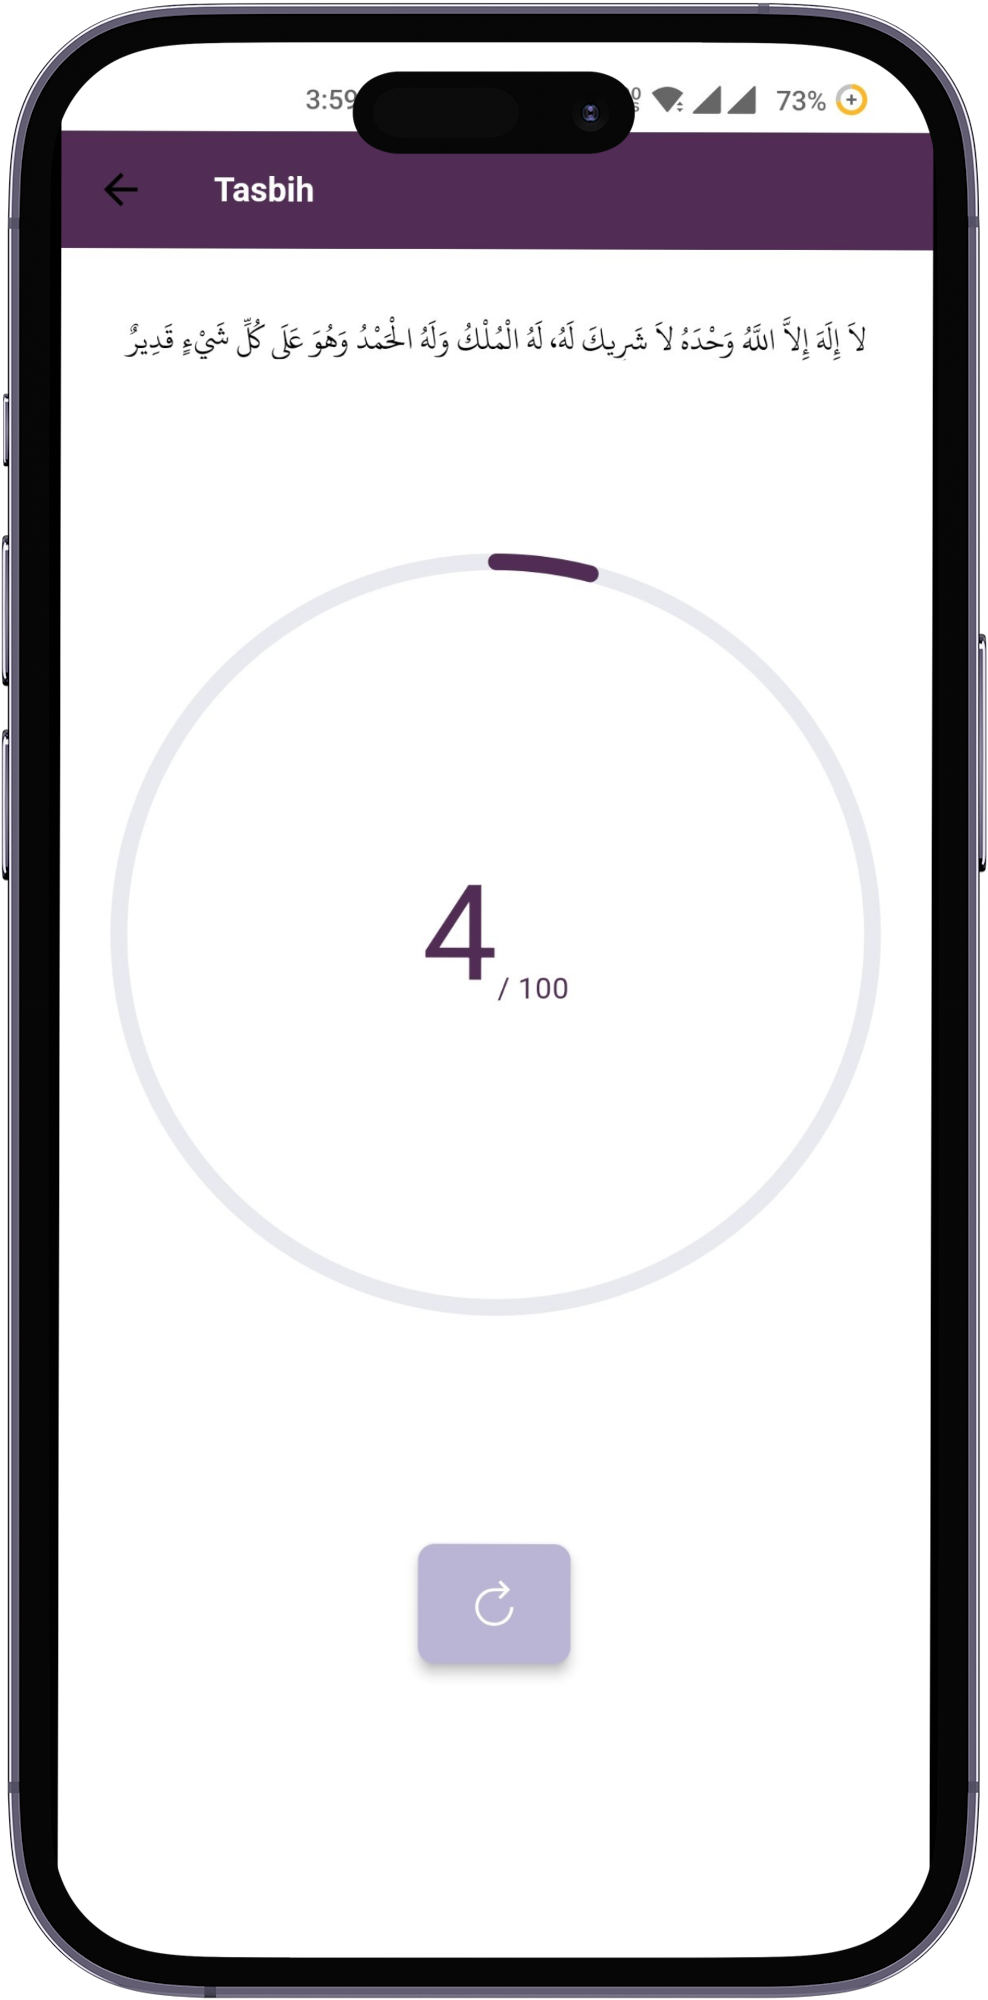 3:59
73%
Tasbih
لاَ إِلَهَ إِلاَّ اللَّهُ وَحْدَهُ لاَ شَرِيكَ لَهُ، لَهُ الْمُلْكُ وَلَهُ الْحَمْدُ وَهُوَ عَلَى كُلِّ شَيْءٍ قَدِيرٌ
4 / 100